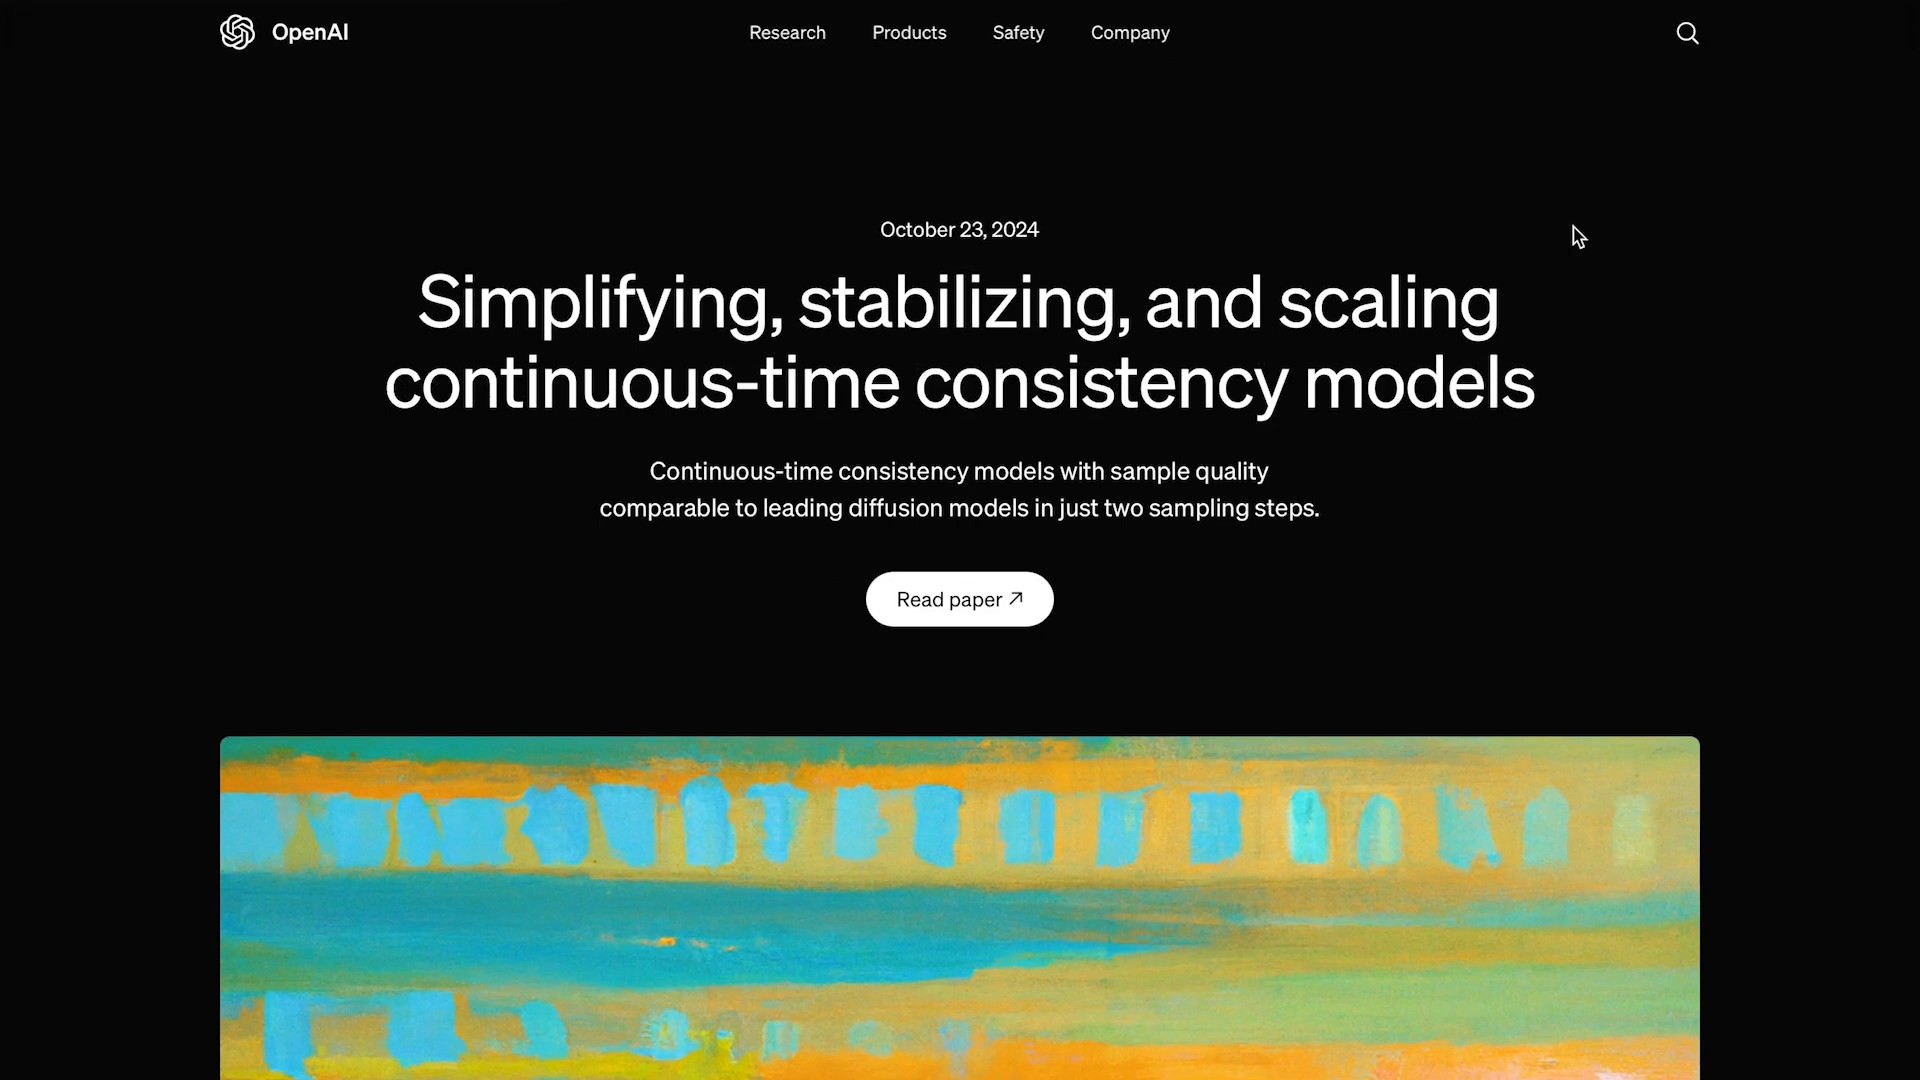 OpenAI
Research
Products
Safety
Company
October 23, 2024
Simplifying, stabilizing, and scaling
continuous-time consistency models
Continuous-time consistency models with sample quality
comparable to leading diffusion models in just two sampling steps.
Read paper ↗